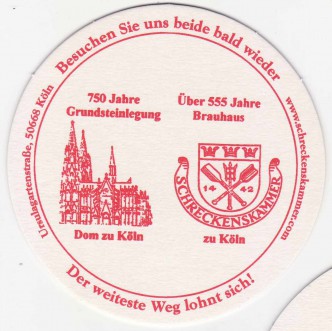 Besuchen Sie uns beide bald wieder
750 Jahre
Grundsteinlegung
Über 555 Jahre
Brauhaus
14 42
SCHRECKENSKAMMER
Dom zu Köln
zu Köln
Ursulagartenstraße, 50668 Köln
www.schreckenskammer.com
Der weiteste Weg lohnt sich!